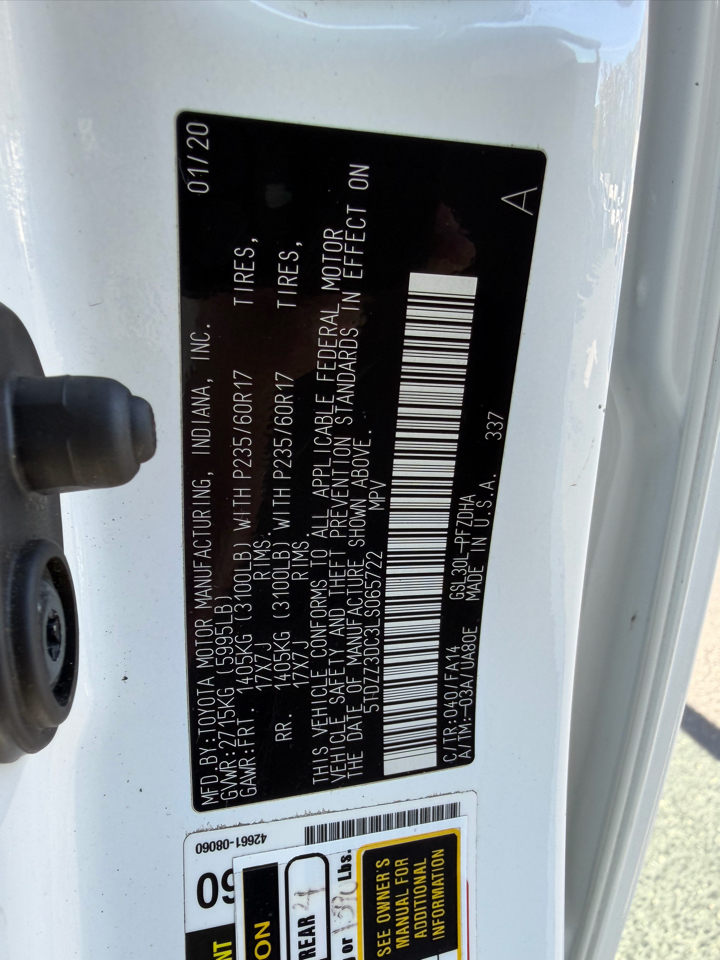 01/20
MFD.BY:TOYOTA MOTOR MANUFACTURING, INDIANA, INC.
GVWR:2715KG (5995LB)
GAWR:FRT. 1405KG (3100LB) WITH P235/60R17 TIRES,
17X7J RIMS.
RR. 1405KG (3100LB) WITH P235/60R17 TIRES,
17X7J RIMS.
THIS VEHICLE CONFORMS TO ALL APPLICABLE FEDERAL MOTOR
VEHICLE SAFETY AND THEFT PREVENTION STANDARDS IN EFFECT ON
THE DATE OF MANUFACTURE SHOWN ABOVE.
5TDZZ3DC3LS065722 MPV
C/TR:040/FA14 GSL30L-PFZDHA
A/TM:-03A/UA80E MADE IN U.S.A. 337
A
42661-08060
REAR
or Lbs.
SEE OWNER'S
MANUAL FOR
ADDITIONAL
INFORMATION